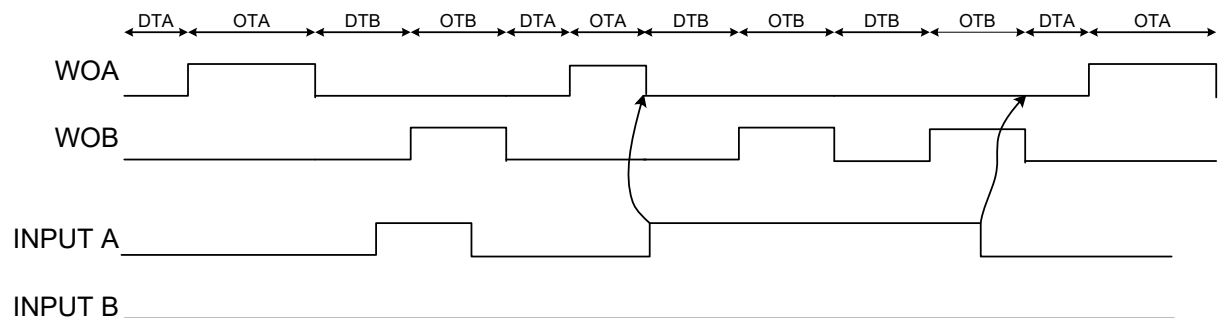 DTA OTA DTB OTB DTA OTA DTB OTB DTB OTB DTA OTA
WOA
WOB
INPUT A
INPUT B